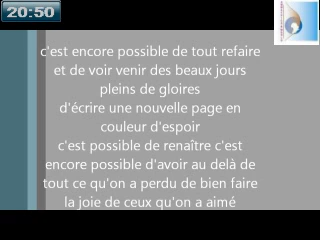 20:50
c'est encore possible de tout refaire
et de voir venir des beaux jours
pleins de gloires
d'écrire une nouvelle page en
couleur d'espoir
c'est possible de renaître c'est
encore possible d'avoir au delà de
tout ce qu'on a perdu de bien faire
la joie de ceux qu'on a aimé